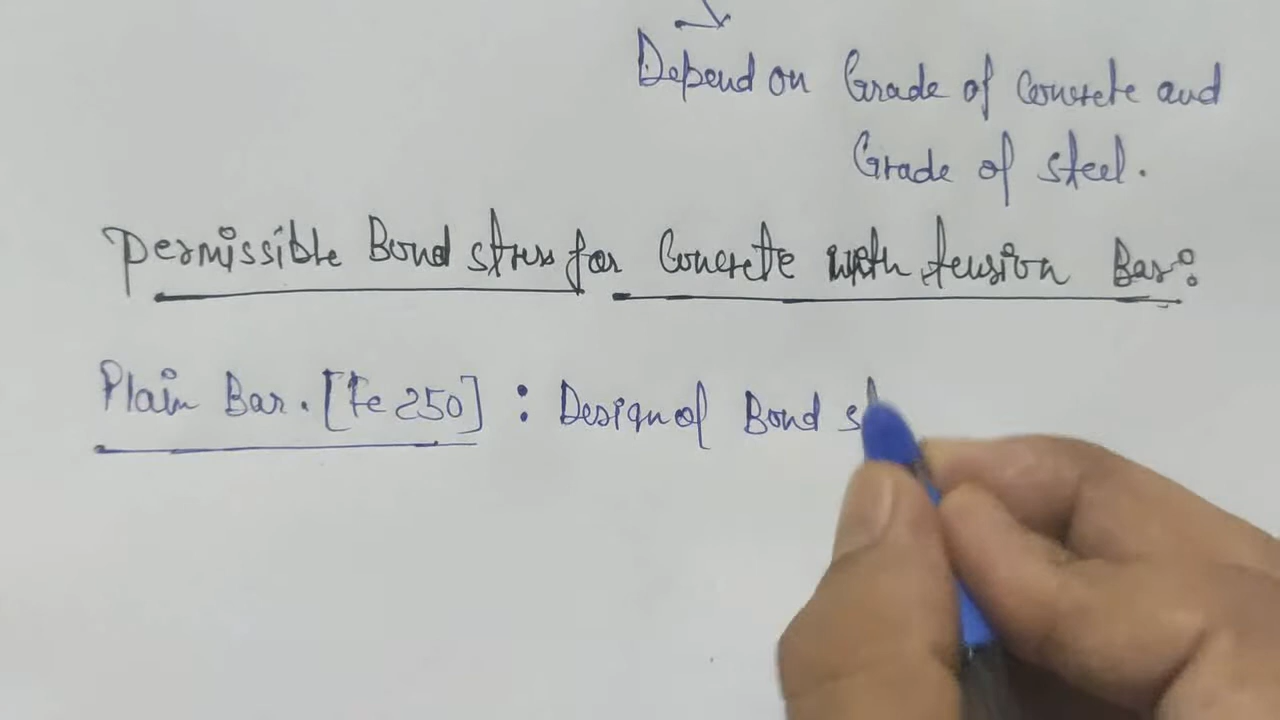 Depend on Grade of Concrete and
Grade of steel.
Permissible Bond stress for Concrete with tension Bar:
Plain Bar. [Fe 250] : Design of Bond st